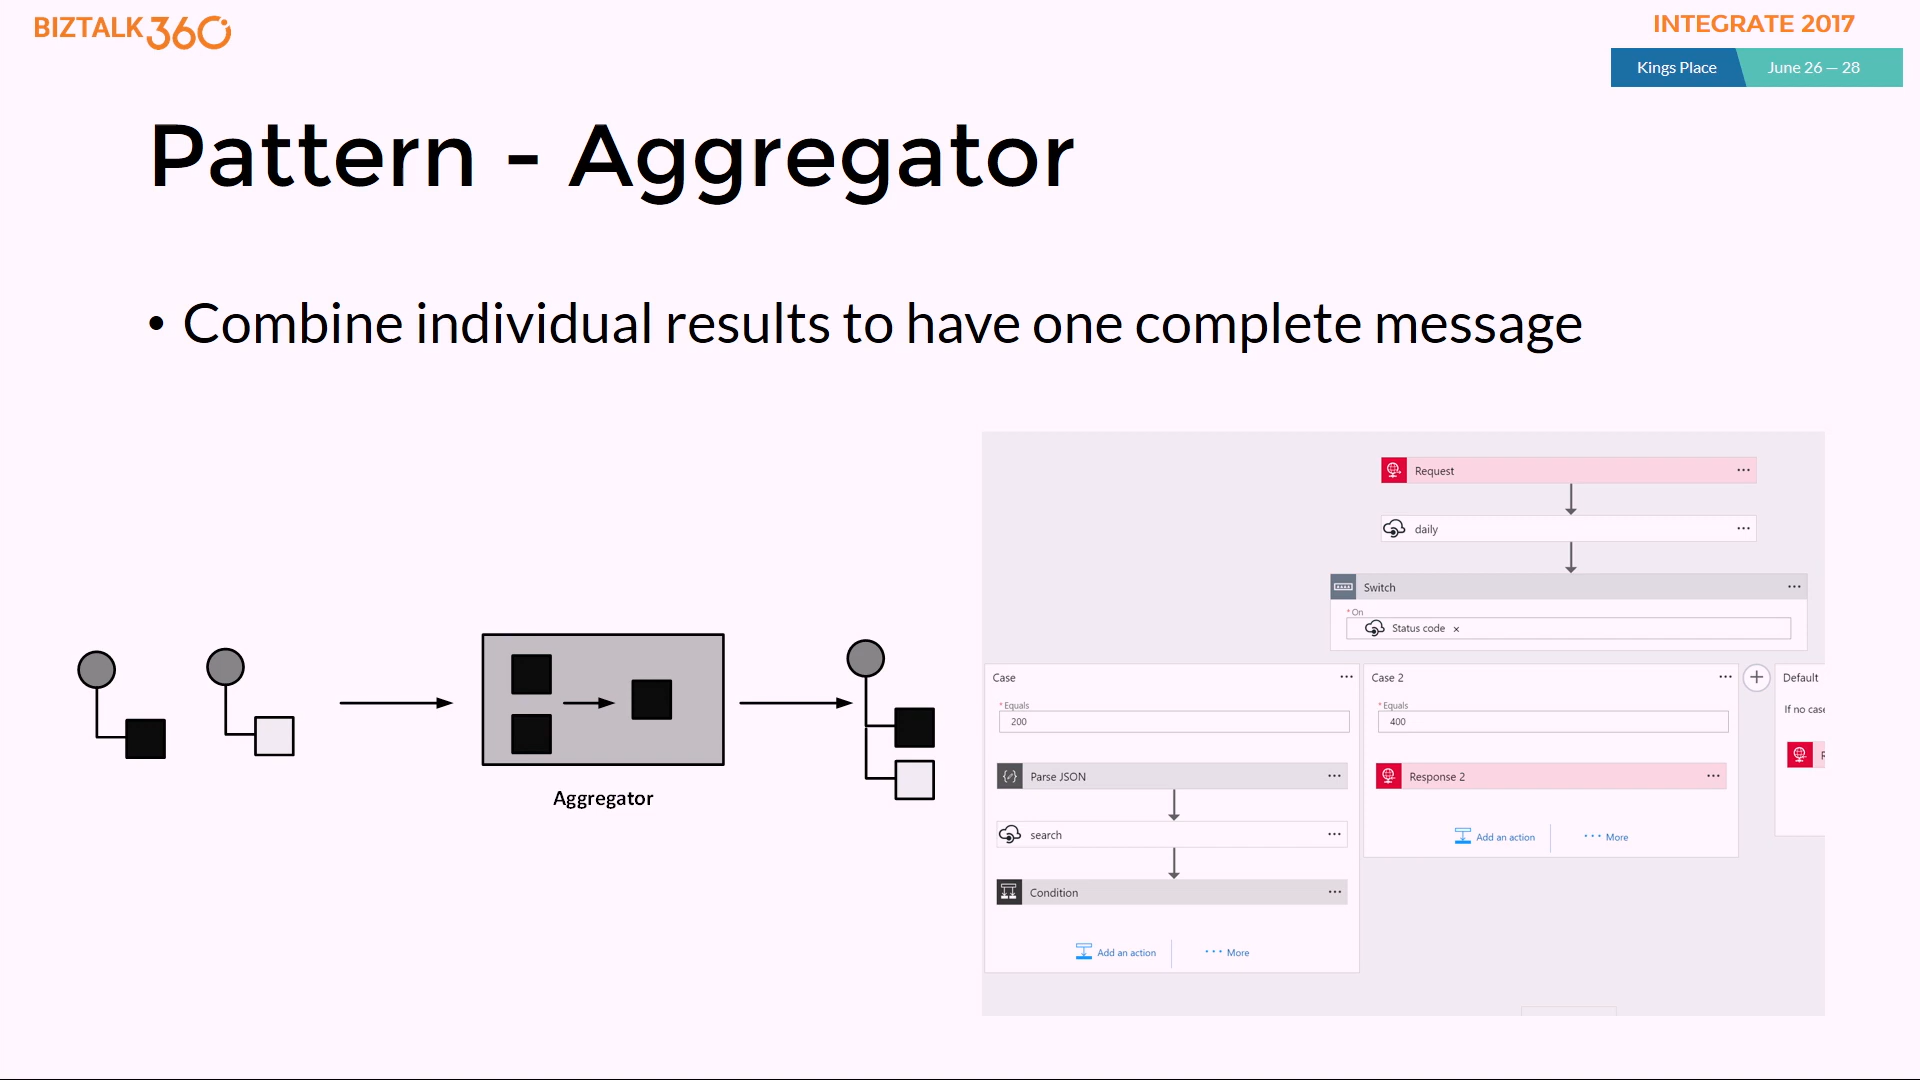 BIZTALK360
INTEGRATE 2017
Kings Place
June 26 — 28
Pattern - Aggregator
• Combine individual results to have one complete message
Aggregator
Request
daily
Switch
* On
Status code ×
Case
* Equals
200
Parse JSON
search
Condition
Add an action
More
Case 2
* Equals
400
Response 2
Add an action
More
Default
If no case